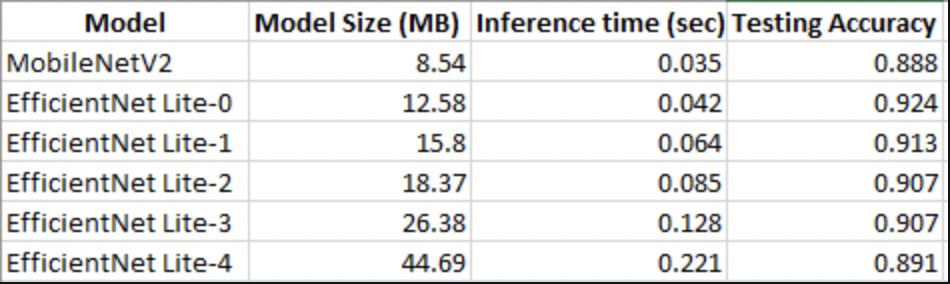 Model Model Size (MB) Inference time (sec) Testing Accuracy
MobileNetV2 8.54 0.035 0.888
EfficientNet Lite-0 12.58 0.042 0.924
EfficientNet Lite-1 15.8 0.064 0.913
EfficientNet Lite-2 18.37 0.085 0.907
EfficientNet Lite-3 26.38 0.128 0.907
EfficientNet Lite-4 44.69 0.221 0.891